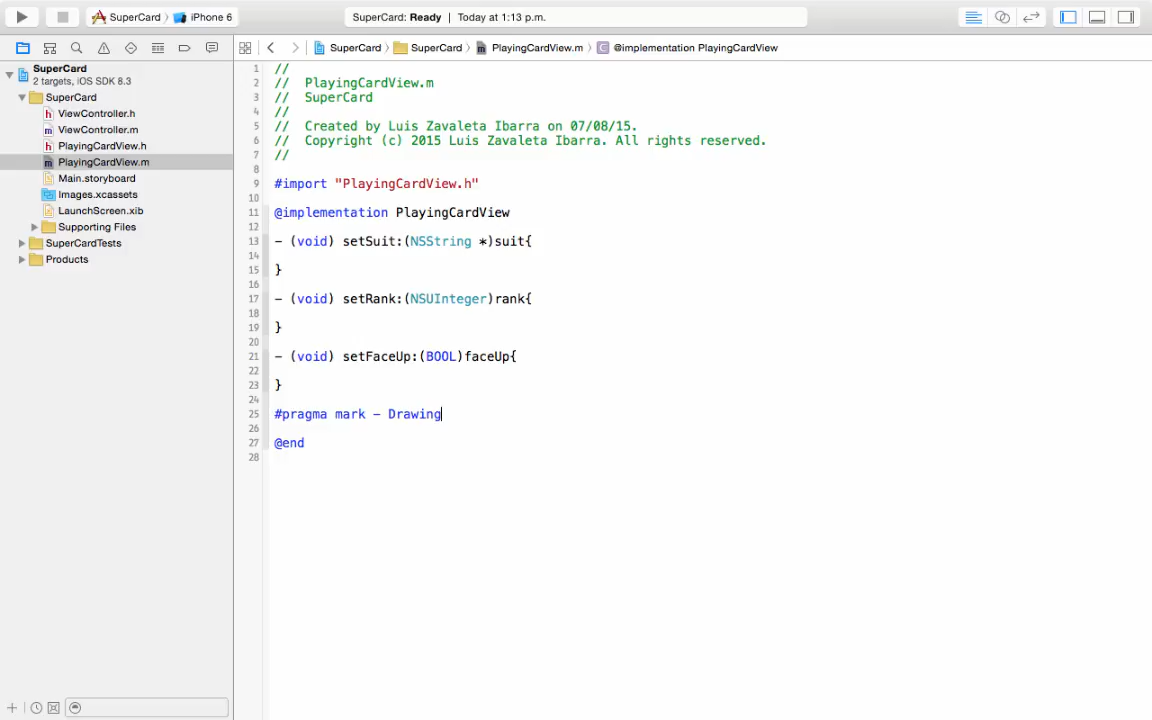 SuperCard
iPhone 6
SuperCard: Ready | Today at 1:13 p.m.
SuperCard
SuperCard
PlayingCardView.m
@implementation PlayingCardView
SuperCard
2 targets, iOS SDK 8.3
SuperCard
h ViewController.h
m ViewController.m
h PlayingCardView.h
m PlayingCardView.m
Main.storyboard
Images.xcassets
LaunchScreen.xib
Supporting Files
SuperCardTests
Products
1 //
2 // PlayingCardView.m
3 // SuperCard
4 //
5 // Created by Luis Zavaleta Ibarra on 07/08/15.
6 // Copyright (c) 2015 Luis Zavaleta Ibarra. All rights reserved.
7 //
8
9 #import "PlayingCardView.h"
10
11 @implementation PlayingCardView
12
13 - (void) setSuit:(NSString *)suit{
14
15 }
16
17 - (void) setRank:(NSUInteger)rank{
18
19 }
20
21 - (void) setFaceUp:(BOOL)faceUp{
22
23 }
24
25 #pragma mark - Drawing
26
27 @end
28